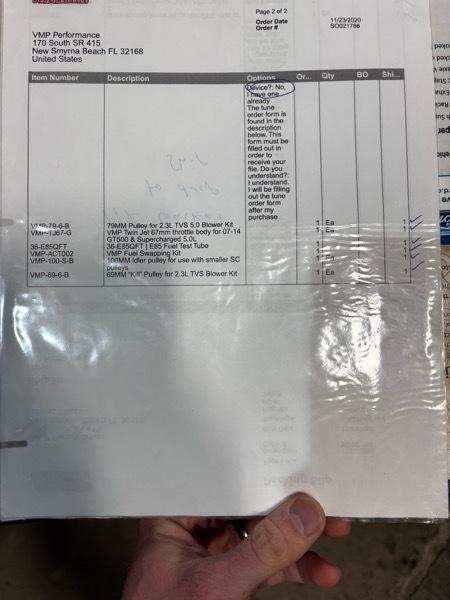 Page 2 of 2
Order Date 11/23/2020
Order # SO021786
VMP Performance
170 South SR 415
New Smyrna Beach FL 32168
United States
Item Number Description Options Or... Qty BO Shi...
Device?: No,
I have one
already
The tune
order form is
found in the
description
below. This
form must be
filled out in
order to
receive your
file. Do you
understand?:
I understand.
I will be filling
out the tune
order form
after my
purchase
VMP-79-6-B 79MM Pulley for 2.3L TVS 5.0 Blower Kit 1 Ea 1
VMP-TJ67-G VMP Twin Jet 67mm throttle body for 07-14 1 Ea 1
GT500 & Supercharged 5.0L
36-E85QFT 36-E85QFT | E85 Fuel Test Tube 1 Ea 1
VMP-ACT002 VMP Fuel Swapping Kit 1 Ea 1
VMP-100-S-B 100MM Idler pulley for use with smaller SC 1 Ea 1
pulleys
VMP-69-6-B 69MM "Kill" Pulley for 2.3L TVS Blower Kit 1 Ea 1
Packing Slip